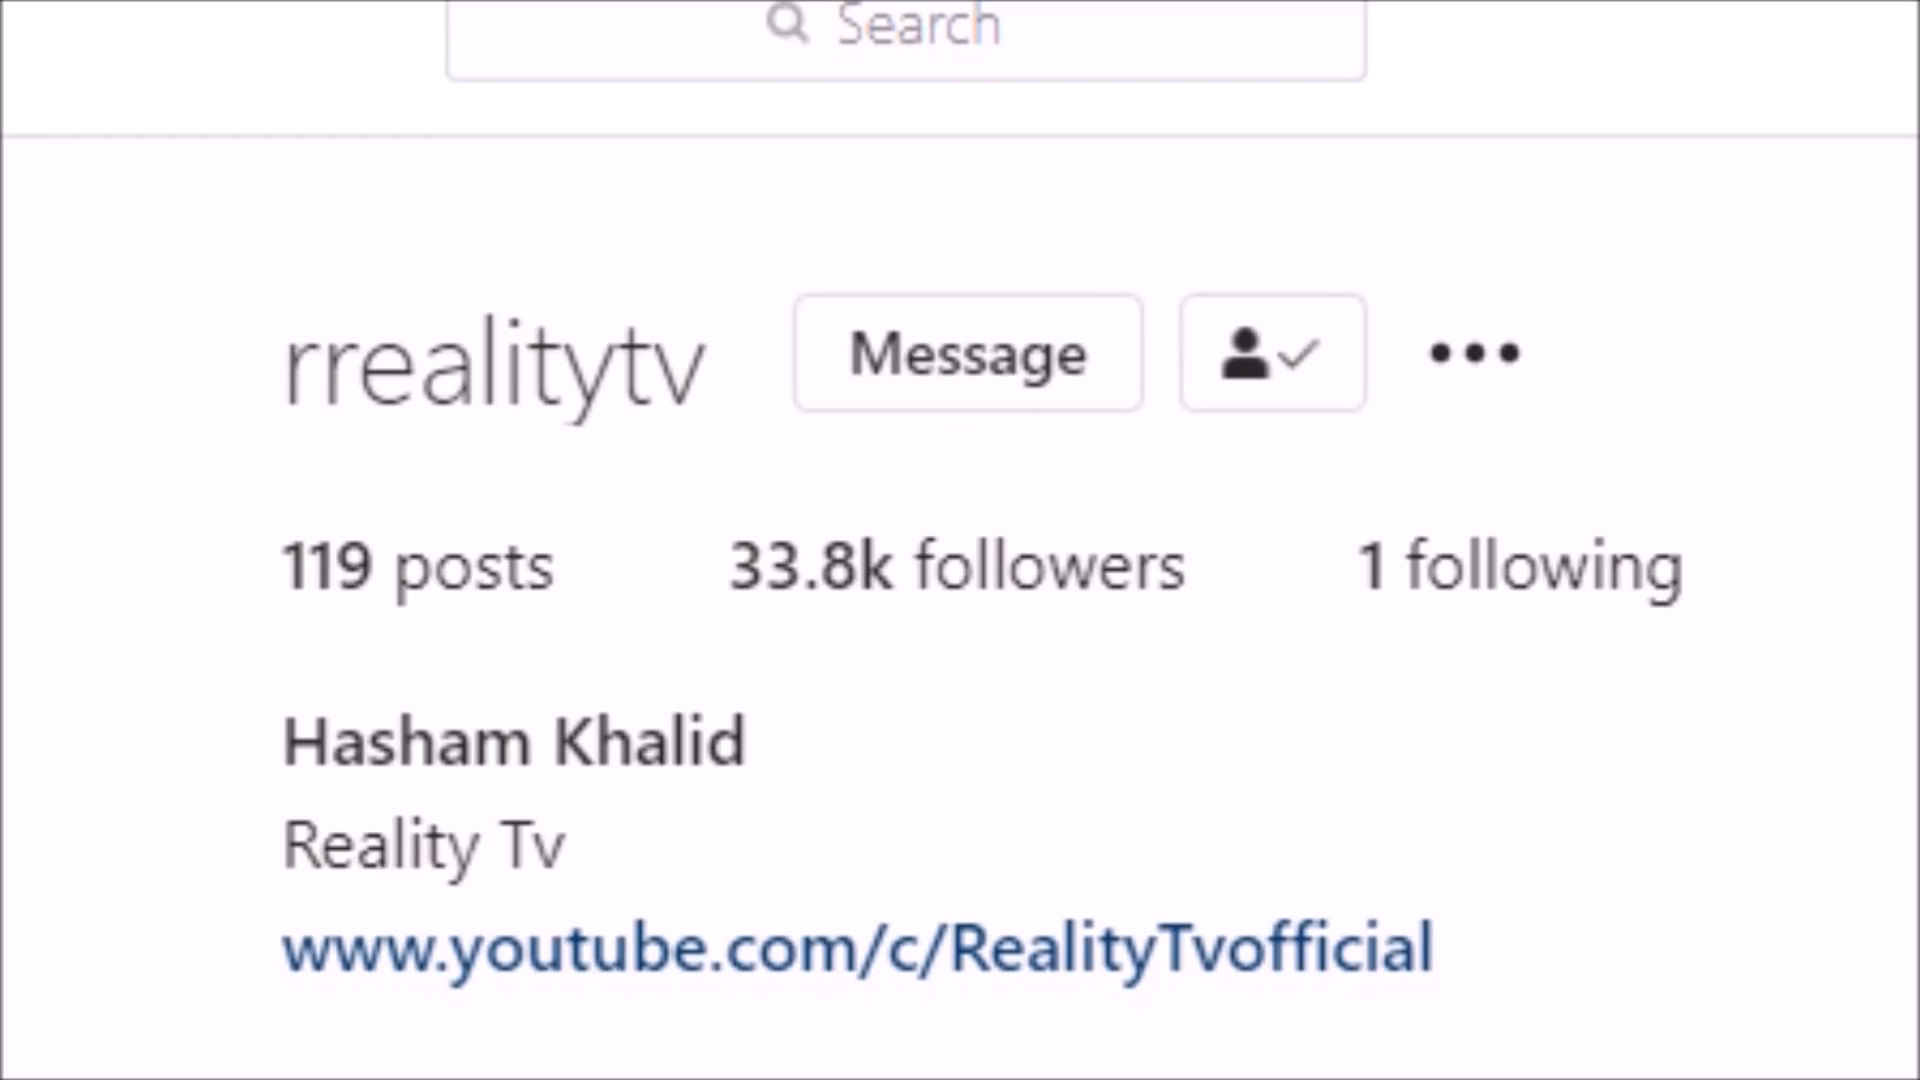 Search
rrealitytv Message
119 posts 33.8k followers 1 following
Hasham Khalid
Reality Tv
www.youtube.com/c/RealityTvofficial